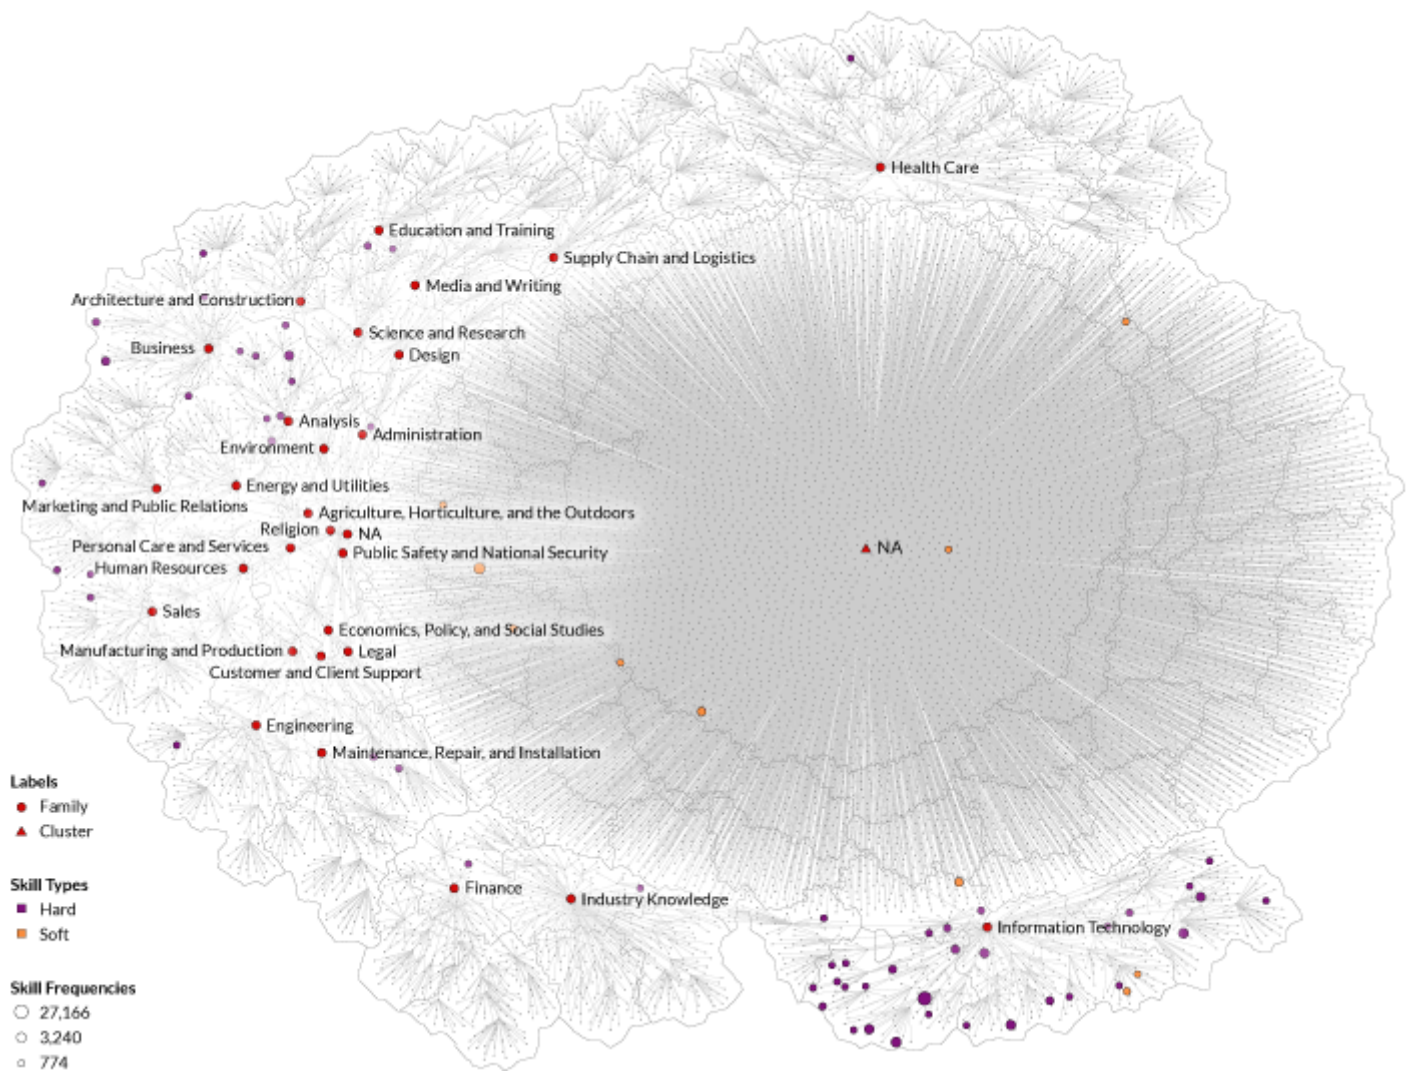 Health Care
Education and Training
Supply Chain and Logistics
Media and Writing
Architecture and Construction
Science and Research
Business
Design
Analysis
Administration
Environment
Energy and Utilities
Marketing and Public Relations
Agriculture, Horticulture, and the Outdoors
Religion
NA
Personal Care and Services
Public Safety and National Security
NA
Human Resources
Sales
Economics, Policy, and Social Studies
Manufacturing and Production
Legal
Customer and Client Support
Engineering
Maintenance, Repair, and Installation
Labels
Family
Cluster
Skill Types
Hard
Soft
Skill Frequencies
27,166
3,240
774
Finance
Industry Knowledge
Information Technology